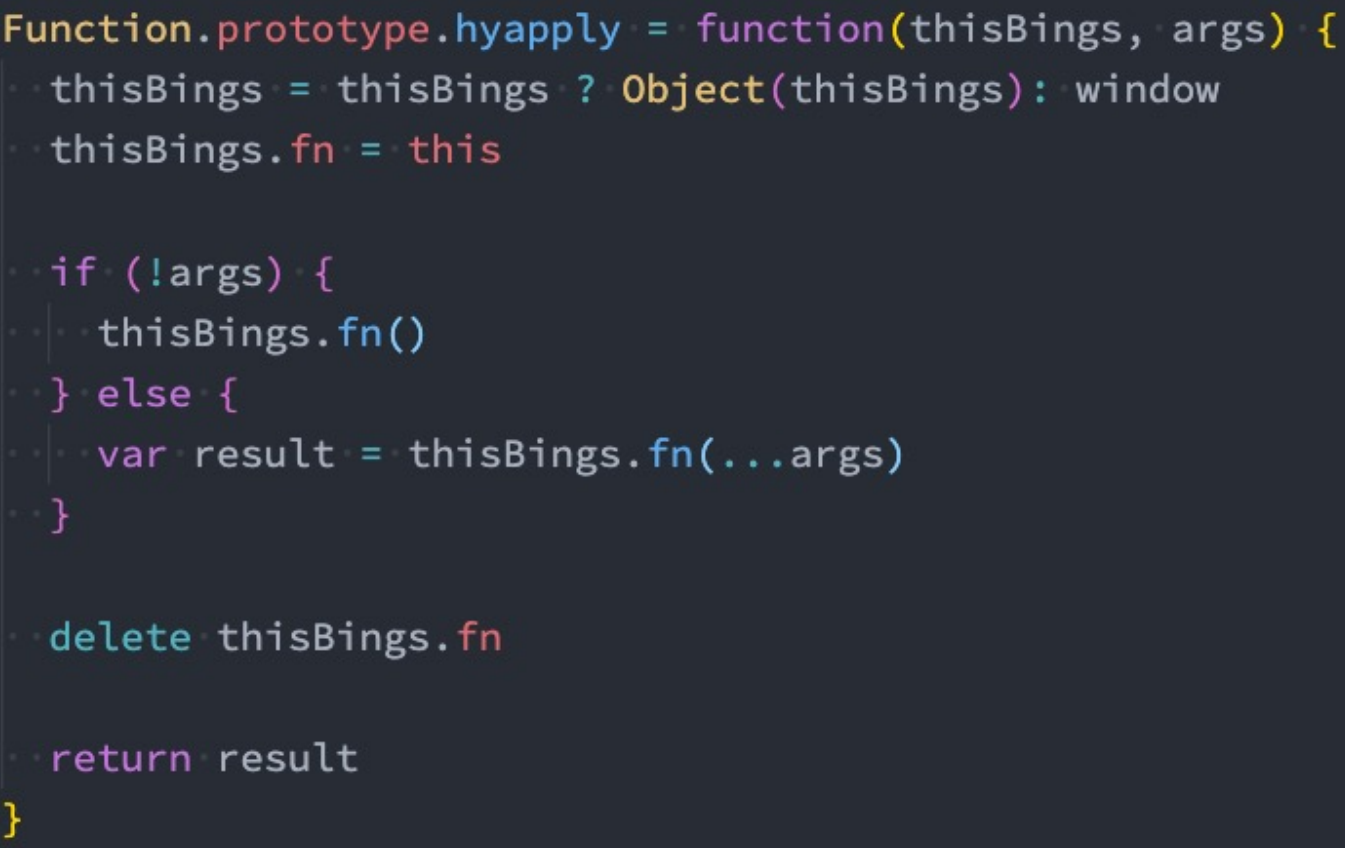 Function.prototype.hyapply = function(thisBings, args) {
  thisBings = thisBings ? Object(thisBings): window
  thisBings.fn = this

  if (!args) {
    thisBings.fn()
  } else {
    var result = thisBings.fn(...args)
  }

  delete thisBings.fn

  return result
}